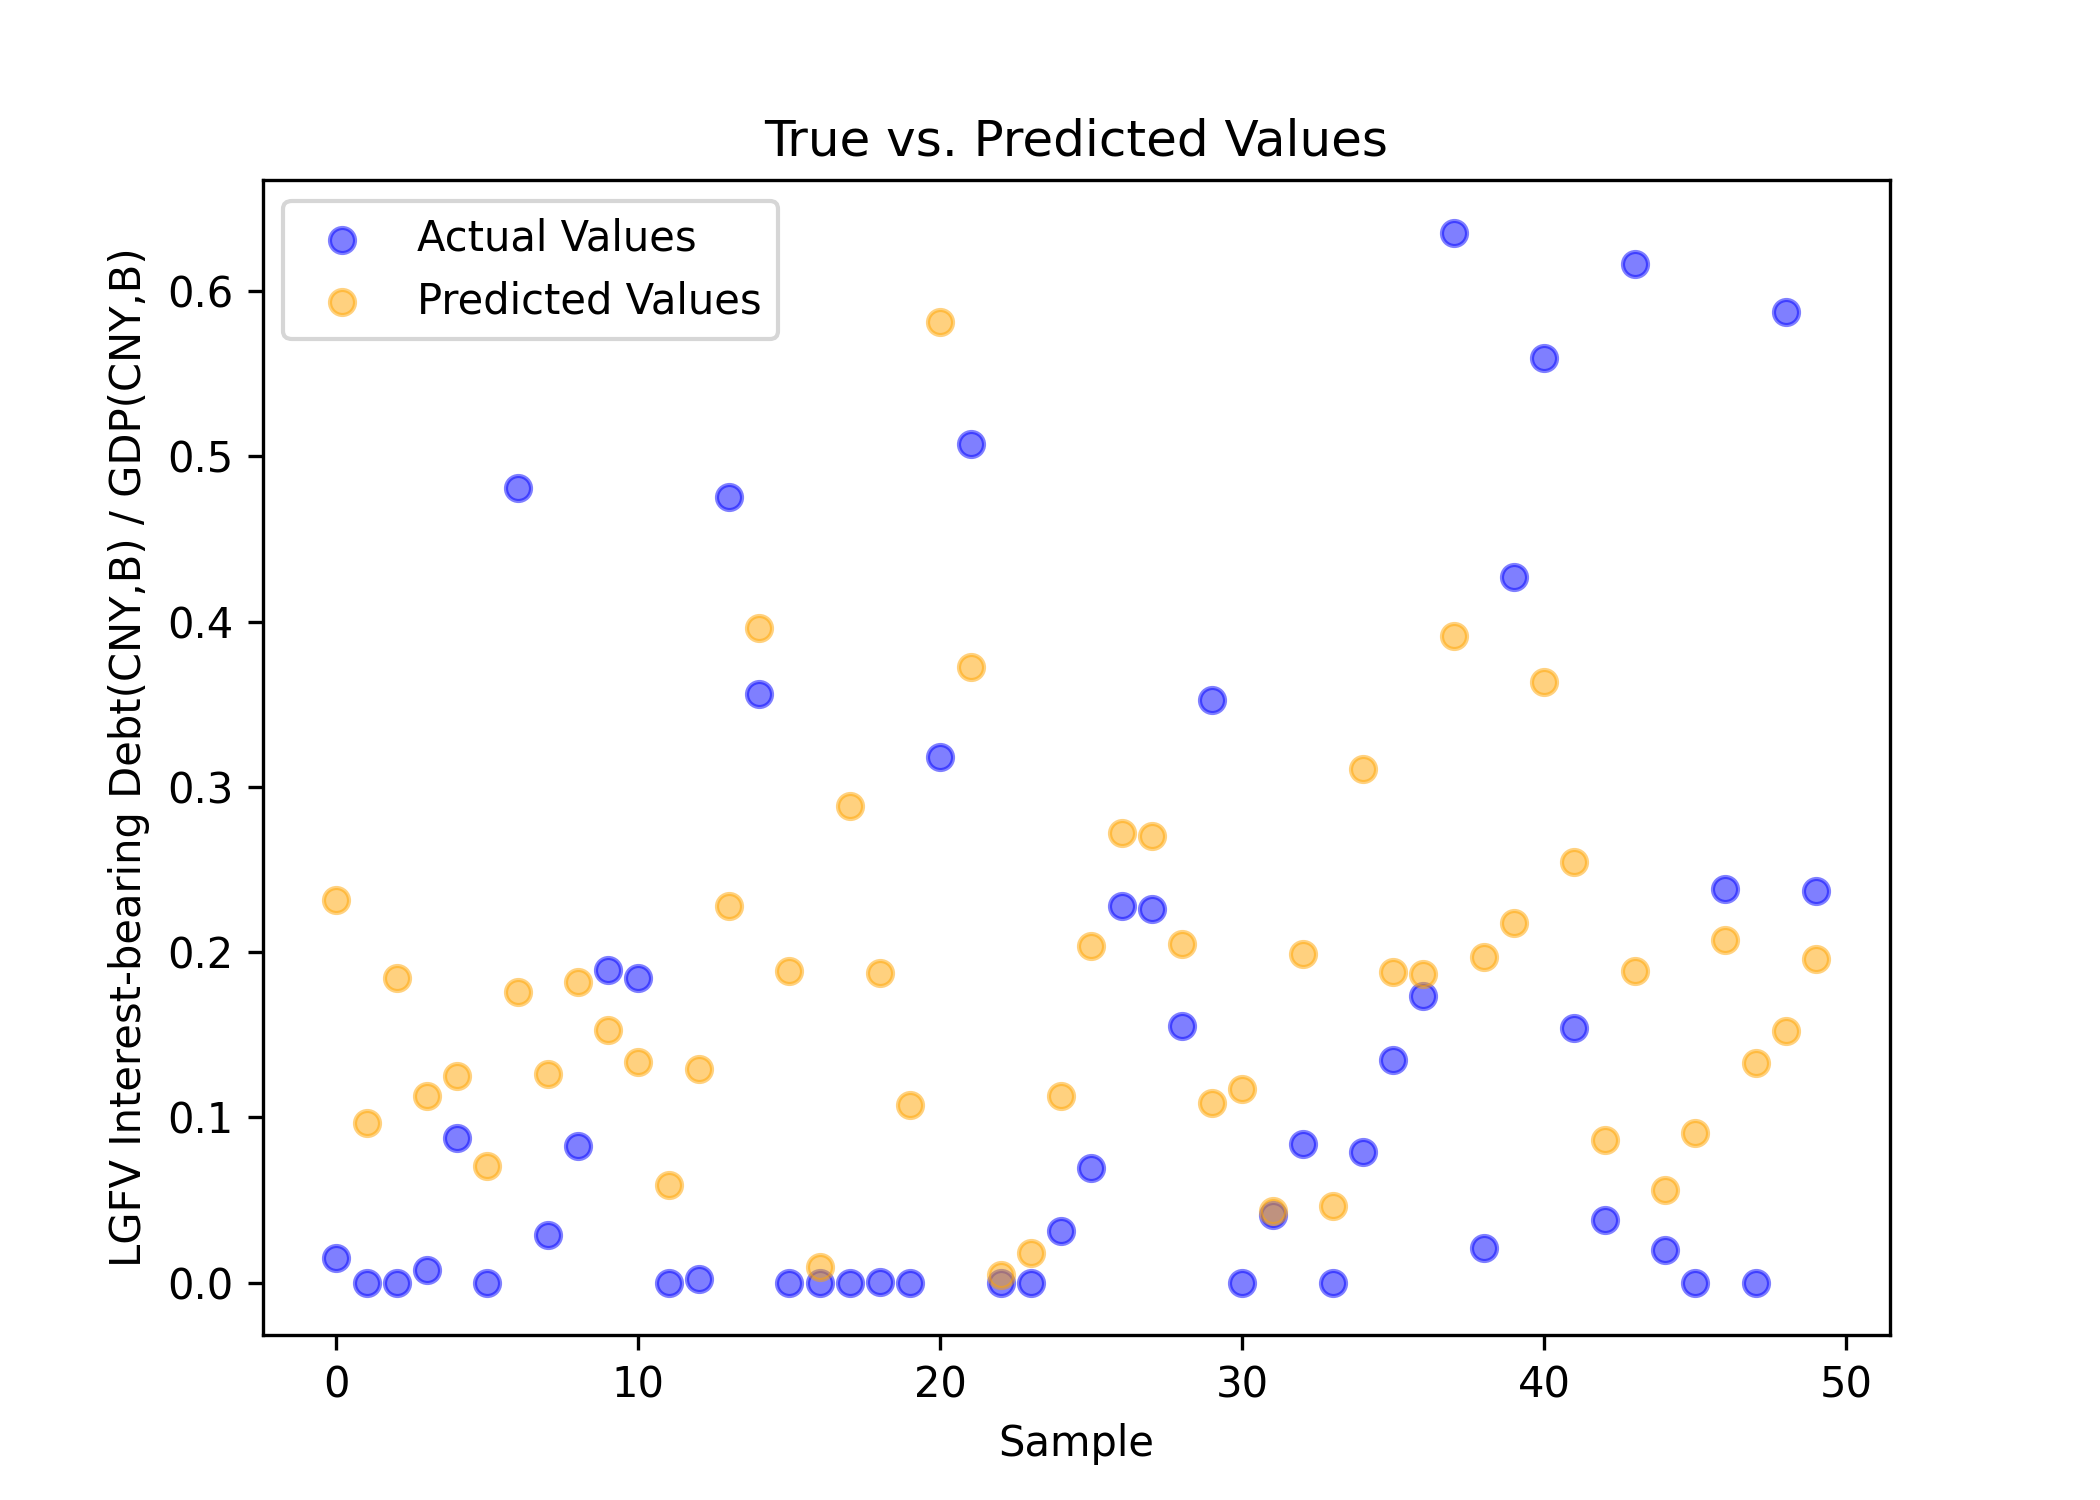 True vs. Predicted Values
Actual Values
Predicted Values
LGFV Interest-bearing Debt(CNY,B) / GDP(CNY,B)
0.6
0.5
0.4
0.3
0.2
0.1
0.0
0 10 20 30 40 50
Sample